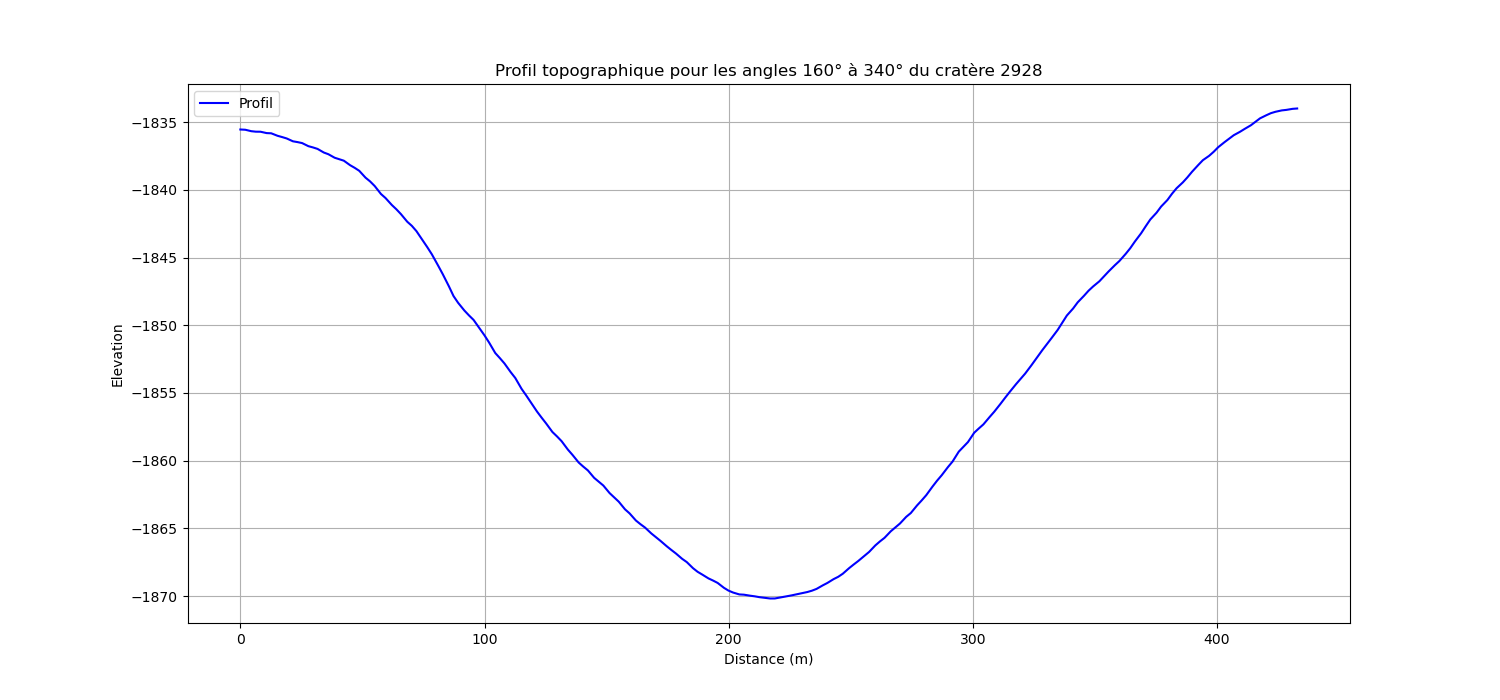 Profil topographique pour les angles 160° à 340° du cratère 2928
Profil
−1835
−1840
−1845
−1850
−1855
−1860
−1865
−1870
Elevation
0 100 200 300 400
Distance (m)